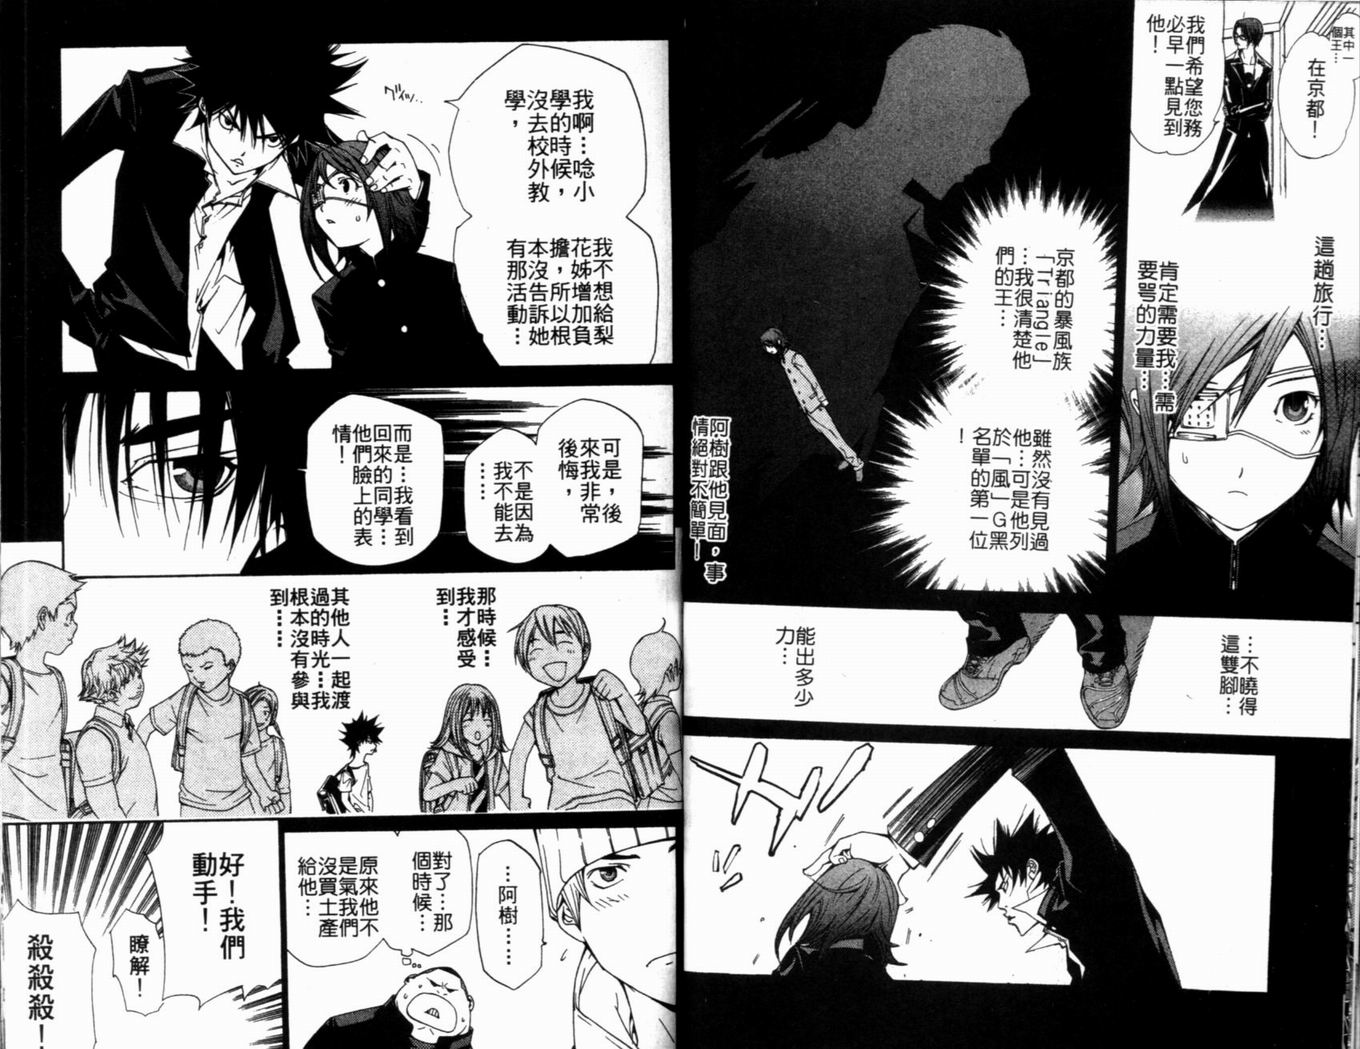 其中一
個王…
在京都！
我們希望您務
必早一點見到
他！
這趟旅行…
肯定需要我…需
要咢的力量…
京都的暴風族
「Triangle」
…我很清楚他
們的王…
雖然沒有見過
他…可是他列
於「風」G黑
名單的第一位
！
阿樹跟他見面，事
情絕對不簡單！
…不曉得
這雙腳…
能出多少
力…
我啊…唸小
學的時候，
沒去校外教
學，
我不想給梨
花姊增加負
擔，所以根
本沒告訴她
有那活動…
可是，後
來我非常
後悔，
不是因為
我不能去
……
而是…我看到
回來的同學…
他們臉上的表
情！
那時候…
我才感受
到…
其他人一起渡
過的時光…我
根本沒有參與
到……
…阿樹……
對了…那
個時候…
原來他不
是氣我們
沒買土產
給他…
好！我們
動手！
瞭解！
殺殺殺！